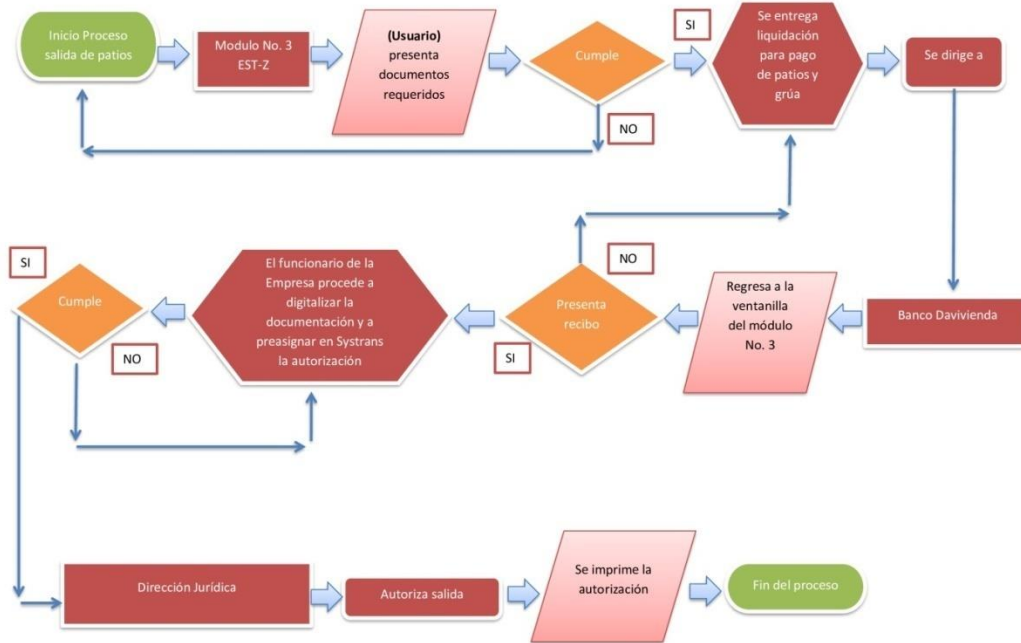 Inicio Proceso
salida de patios
Modulo No. 3
EST-Z
(Usuario)
presenta
documentos
requeridos
Cumple
SI
NO
Se entrega
liquidación
para pago
de patios y
grúa
Se dirige a
Banco Davivienda
Regresa a la
ventanilla
del módulo
No. 3
Presenta
recibo
NO
SI
El funcionario de la
Empresa procede a
digitalizar la
documentación y a
preasignar en Systrans
la autorización
Cumple
SI
NO
Dirección Jurídica
Autoriza salida
Se imprime la
autorización
Fin del proceso